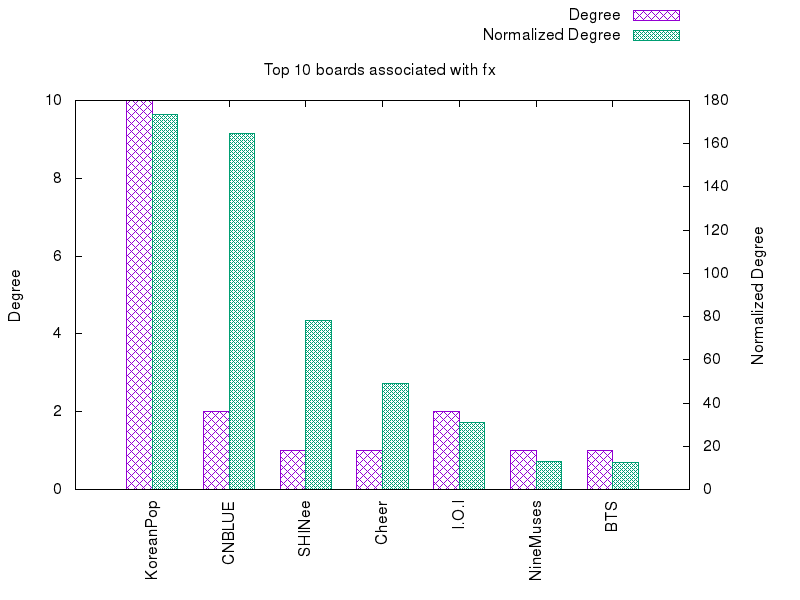 Degree
Normalized Degree
Top 10 boards associated with fx
10
8
6
4
2
0
180
160
140
120
100
80
60
40
20
0
Degree
Normalized Degree
KoreanPop
CNBLUE
SHINee
Cheer
I.O.I
NineMuses
BTS